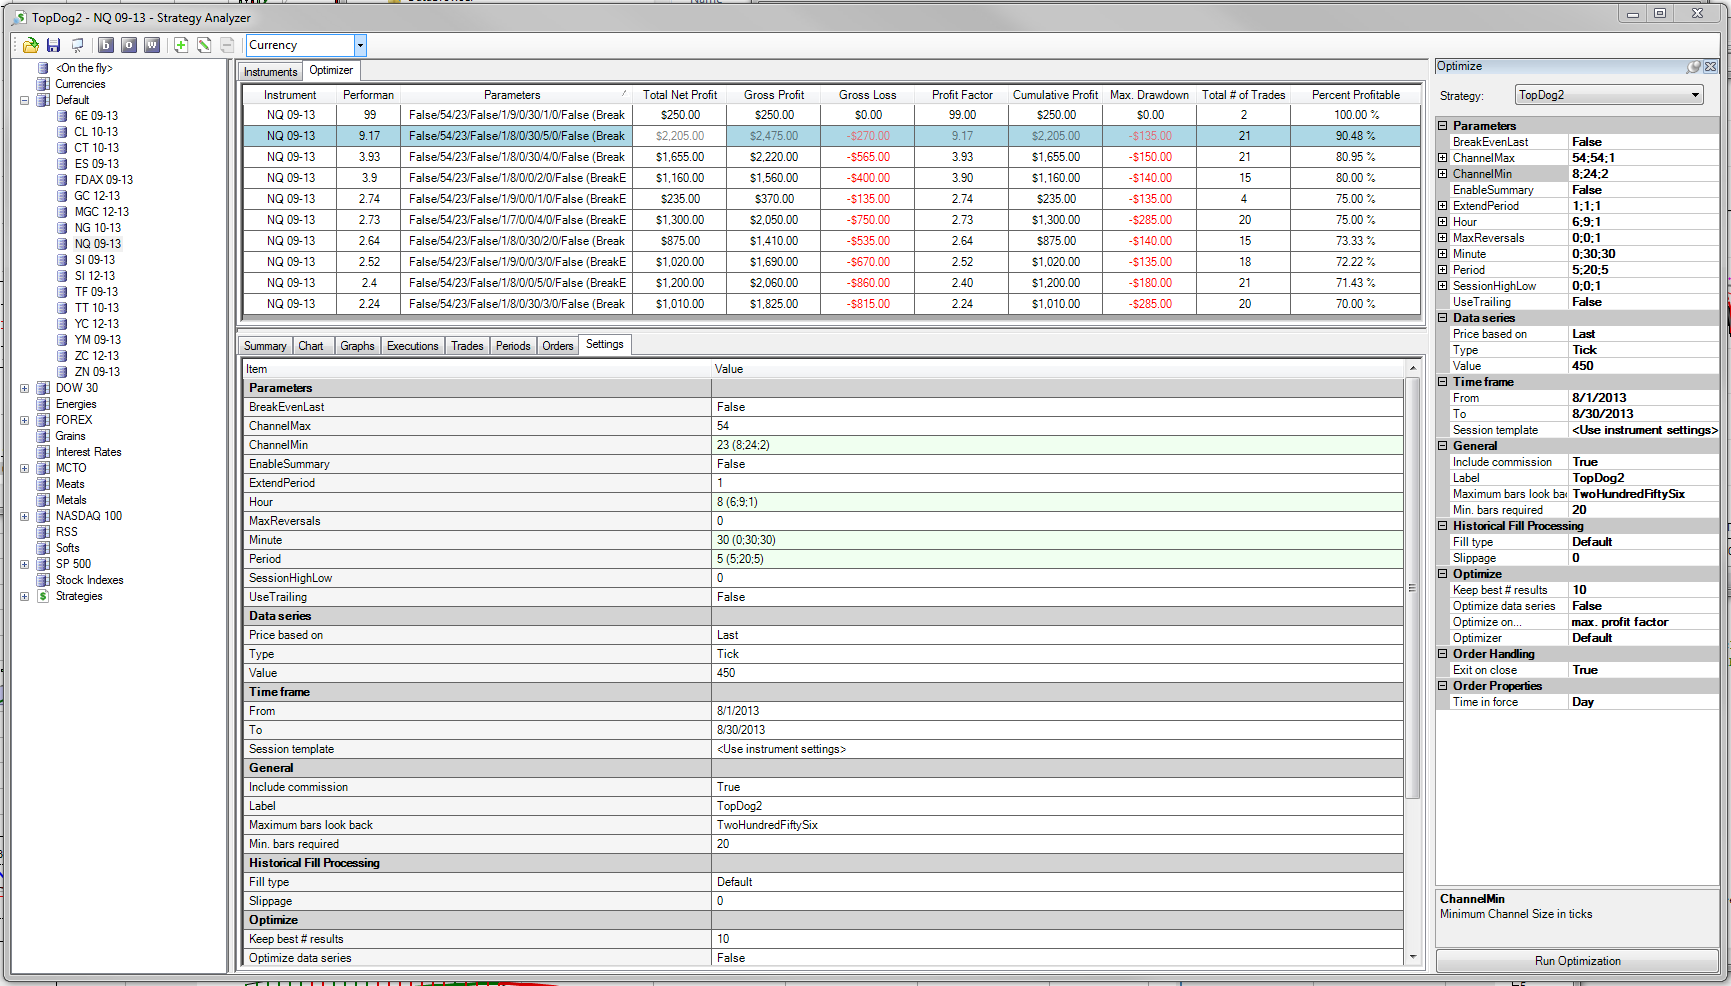 TopDog2 - NQ 09-13 - Strategy Analyzer
b o w Currency
<On the fly>
Currencies
Default
6E 09-13
CL 10-13
CT 10-13
ES 09-13
FDAX 09-13
GC 12-13
MGC 12-13
NG 10-13
NQ 09-13
SI 09-13
SI 12-13
TF 09-13
TT 10-13
YC 12-13
YM 09-13
ZC 12-13
ZN 09-13
DOW 30
Energies
FOREX
Grains
Interest Rates
MCTO
Meats
Metals
NASDAQ 100
RSS
Softs
SP 500
Stock Indexes
Strategies
Instruments Optimizer
Instrument Performan Parameters Total Net Profit Gross Profit Gross Loss Profit Factor Cumulative Profit Max. Drawdown Total # of Trades Percent Profitable
NQ 09-13 99 False/54/23/False/1/9/0/30/1/0/False (Break $250.00 $250.00 $0.00 99.00 $250.00 $0.00 2 100.00 %
NQ 09-13 9.17 False/54/23/False/1/8/0/30/5/0/False (Break $2,205.00 $2,475.00 -$270.00 9.17 $2,205.00 -$135.00 21 90.48 %
NQ 09-13 3.93 False/54/23/False/1/8/0/30/4/0/False (Break $1,655.00 $2,220.00 -$565.00 3.93 $1,655.00 -$150.00 21 80.95 %
NQ 09-13 3.9 False/54/23/False/1/8/0/0/2/0/False (BreakE $1,160.00 $1,560.00 -$400.00 3.90 $1,160.00 -$140.00 15 80.00 %
NQ 09-13 2.74 False/54/23/False/1/9/0/0/1/0/False (BreakE $235.00 $370.00 -$135.00 2.74 $235.00 -$135.00 4 75.00 %
NQ 09-13 2.73 False/54/23/False/1/7/0/0/4/0/False (BreakE $1,300.00 $2,050.00 -$750.00 2.73 $1,300.00 -$285.00 20 75.00 %
NQ 09-13 2.64 False/54/23/False/1/8/0/30/2/0/False (Break $875.00 $1,410.00 -$535.00 2.64 $875.00 -$140.00 15 73.33 %
NQ 09-13 2.52 False/54/23/False/1/9/0/0/3/0/False (BreakE $1,020.00 $1,690.00 -$670.00 2.52 $1,020.00 -$135.00 18 72.22 %
NQ 09-13 2.4 False/54/23/False/1/8/0/0/5/0/False (BreakE $1,200.00 $2,060.00 -$860.00 2.40 $1,200.00 -$180.00 21 71.43 %
NQ 09-13 2.24 False/54/23/False/1/8/0/30/3/0/False (Break $1,010.00 $1,825.00 -$815.00 2.24 $1,010.00 -$285.00 20 70.00 %
Summary Chart Graphs Executions Trades Periods Orders Settings
Item Value
Parameters
BreakEvenLast False
ChannelMax 54
ChannelMin 23 (8;24;2)
EnableSummary False
ExtendPeriod 1
Hour 8 (6;9;1)
MaxReversals 0
Minute 30 (0;30;30)
Period 5 (5;20;5)
SessionHighLow 0
UseTrailing False
Data series
Price based on Last
Type Tick
Value 450
Time frame
From 8/1/2013
To 8/30/2013
Session template <Use instrument settings>
General
Include commission True
Label TopDog2
Maximum bars look back TwoHundredFiftySix
Min. bars required 20
Historical Fill Processing
Fill type Default
Slippage 0
Optimize
Keep best # results 10
Optimize data series False
Optimize
Strategy: TopDog2
Parameters
BreakEvenLast False
ChannelMax 54;54;1
ChannelMin 8;24;2
EnableSummary False
ExtendPeriod 1;1;1
Hour 6;9;1
MaxReversals 0;0;1
Minute 0;30;30
Period 5;20;5
SessionHighLow 0;0;1
UseTrailing False
Data series
Price based on Last
Type Tick
Value 450
Time frame
From 8/1/2013
To 8/30/2013
Session template <Use instrument settings>
General
Include commission True
Label TopDog2
Maximum bars look bac TwoHundredFiftySix
Min. bars required 20
Historical Fill Processing
Fill type Default
Slippage 0
Optimize
Keep best # results 10
Optimize data series False
Optimize on... max. profit factor
Optimizer Default
Order Handling
Exit on close True
Order Properties
Time in force Day
ChannelMin
Minimum Channel Size in ticks
Run Optimization